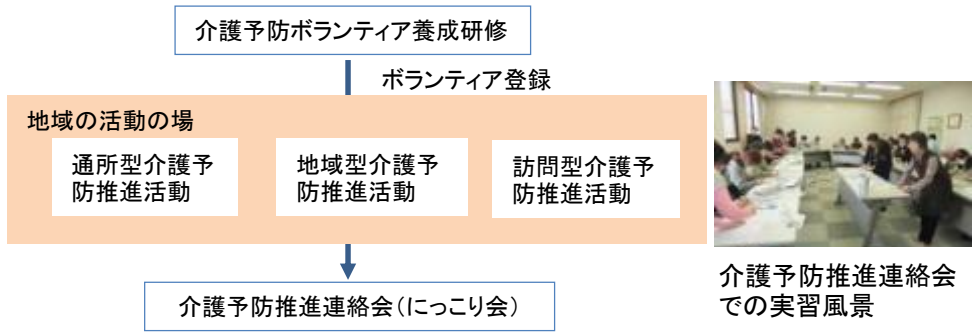 介護予防ボランティア養成研修
ボランティア登録
地域の活動の場
通所型介護予
防推進活動
地域型介護予
防推進活動
訪問型介護予
防推進活動
介護予防推進連絡会(にっこり会)
介護予防推進連絡会
での実習風景